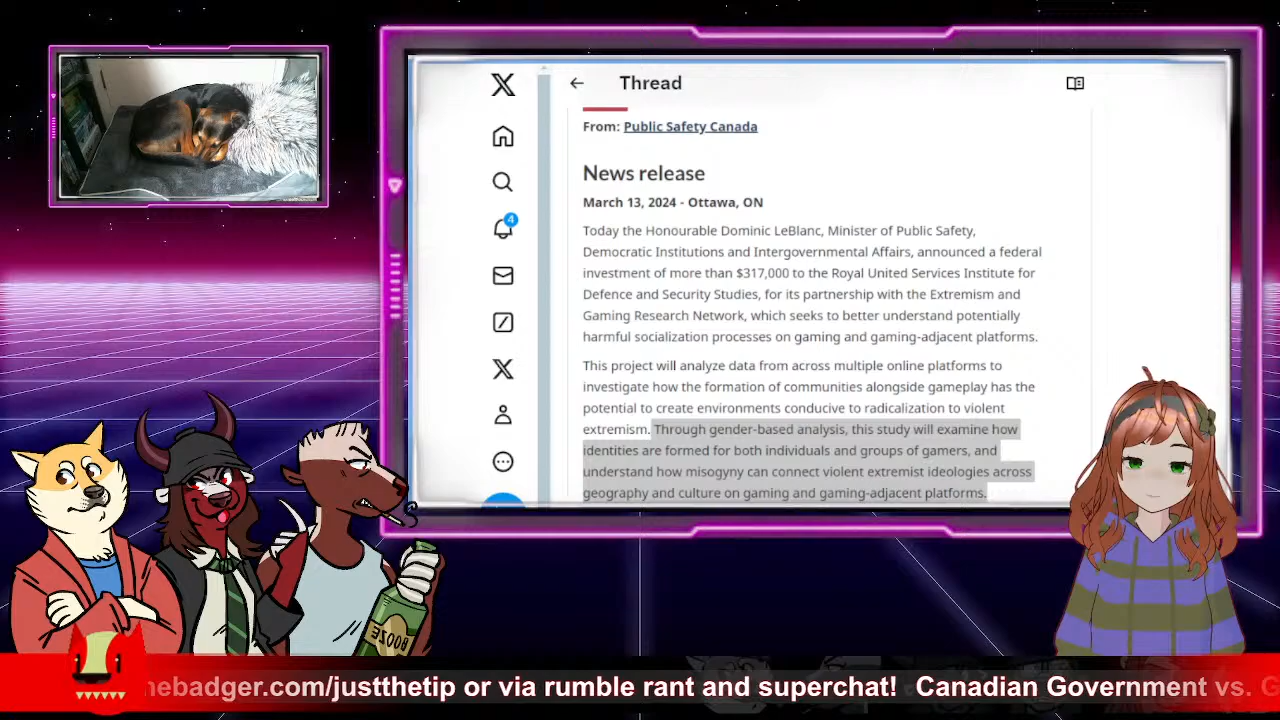 Thread
4
From: Public Safety Canada
News release
March 13, 2024 - Ottawa, ON
Today the Honourable Dominic LeBlanc, Minister of Public Safety,
Democratic Institutions and Intergovernmental Affairs, announced a federal
investment of more than $317,000 to the Royal United Services Institute for
Defence and Security Studies, for its partnership with the Extremism and
Gaming Research Network, which seeks to better understand potentially
harmful socialization processes on gaming and gaming-adjacent platforms.
This project will analyze data from across multiple online platforms to
investigate how the formation of communities alongside gameplay has the
potential to create environments conducive to radicalization to violent
extremism. Through gender-based analysis, this study will examine how
identities are formed for both individuals and groups of gamers, and
understand how misogyny can connect violent extremist ideologies across
geography and culture on gaming and gaming-adjacent platforms.
BOOZE
nebadger.com/justthetip or via rumble rant and superchat! Canadian Government vs. G